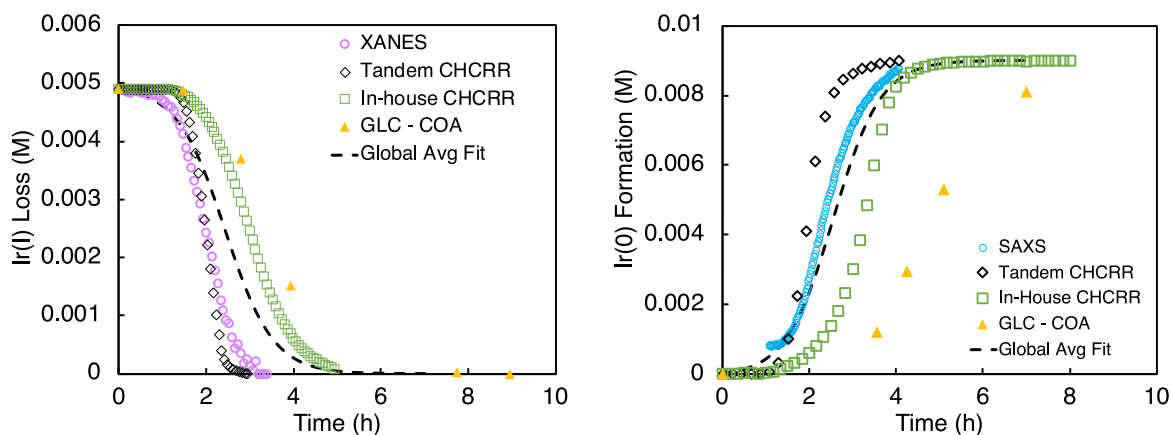 0.006
0.005
0.004
0.003
0.002
0.001
0
Ir(I) Loss (M)
XANES
Tandem CHCRR
In-house CHCRR
GLC - COA
Global Avg Fit
0 2 4 6 8 10
Time (h)
0.01
0.008
0.006
0.004
0.002
0
Ir(0) Formation (M)
SAXS
Tandem CHCRR
In-House CHCRR
GLC - COA
Global Avg Fit
0 2 4 6 8 10
Time (h)